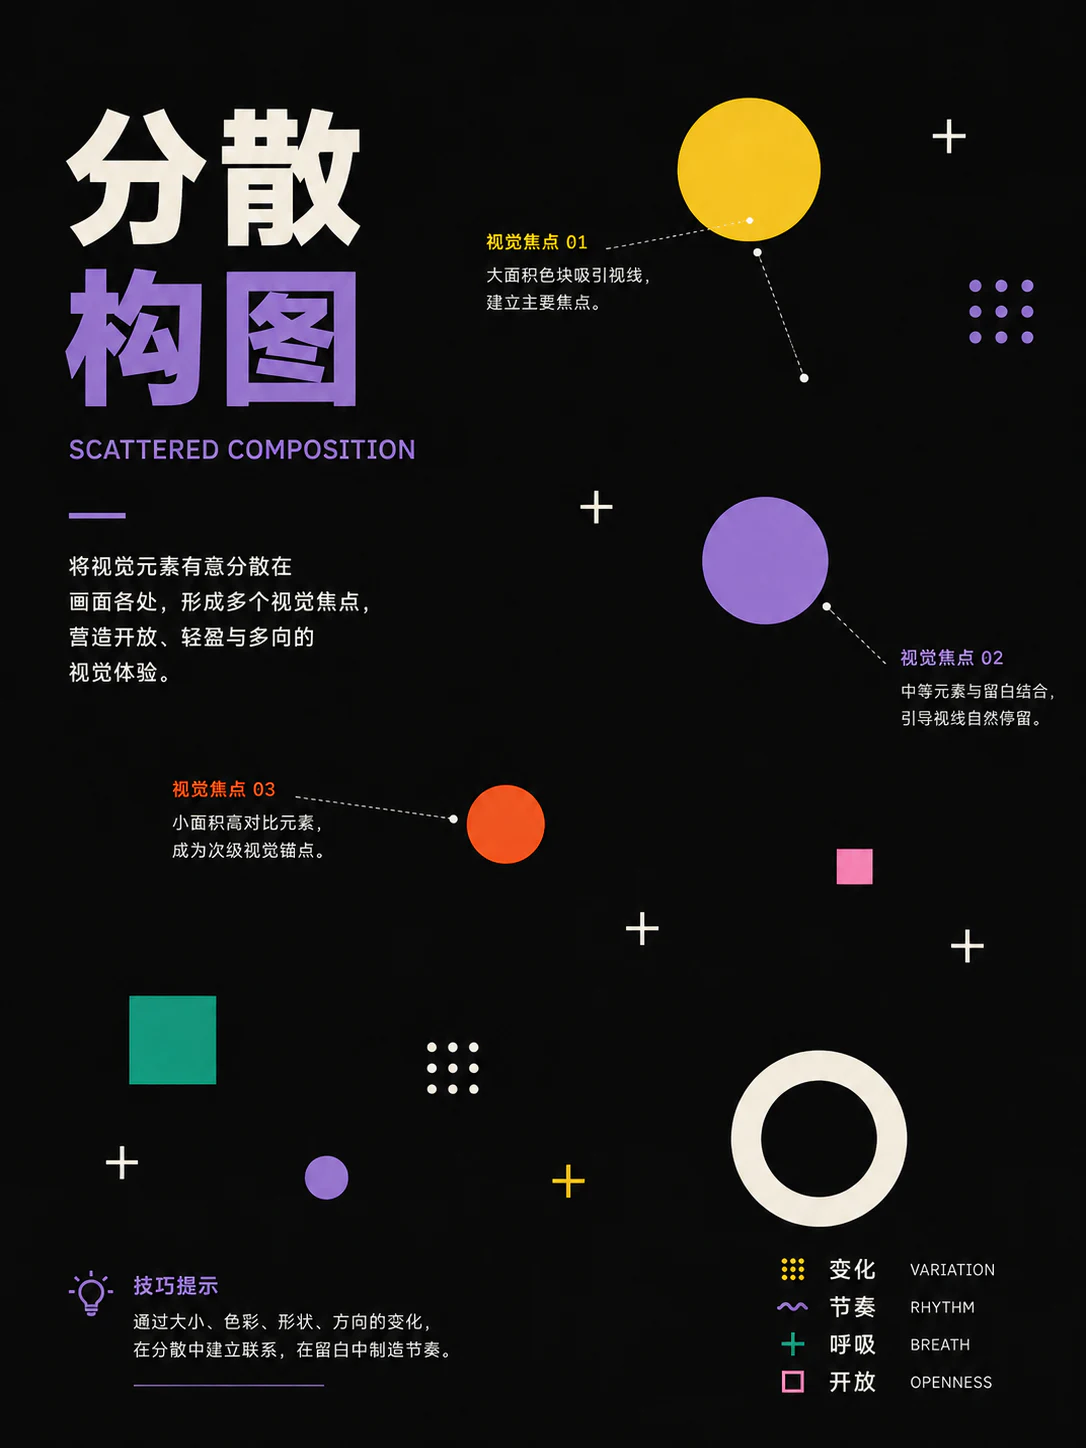 分散
构图
SCATTERED COMPOSITION
将视觉元素有意分散在
画面各处，形成多个视觉焦点，
营造开放、轻盈与多向的
视觉体验。
视觉焦点 01
大面积色块吸引视线，
建立主要焦点。
视觉焦点 02
中等元素与留白结合，
引导视线自然停留。
视觉焦点 03
小面积高对比元素，
成为次级视觉锚点。
技巧提示
通过大小、色彩、形状、方向的变化，
在分散中建立联系，在留白中制造节奏。
变化 VARIATION
节奏 RHYTHM
呼吸 BREATH
开放 OPENNESS